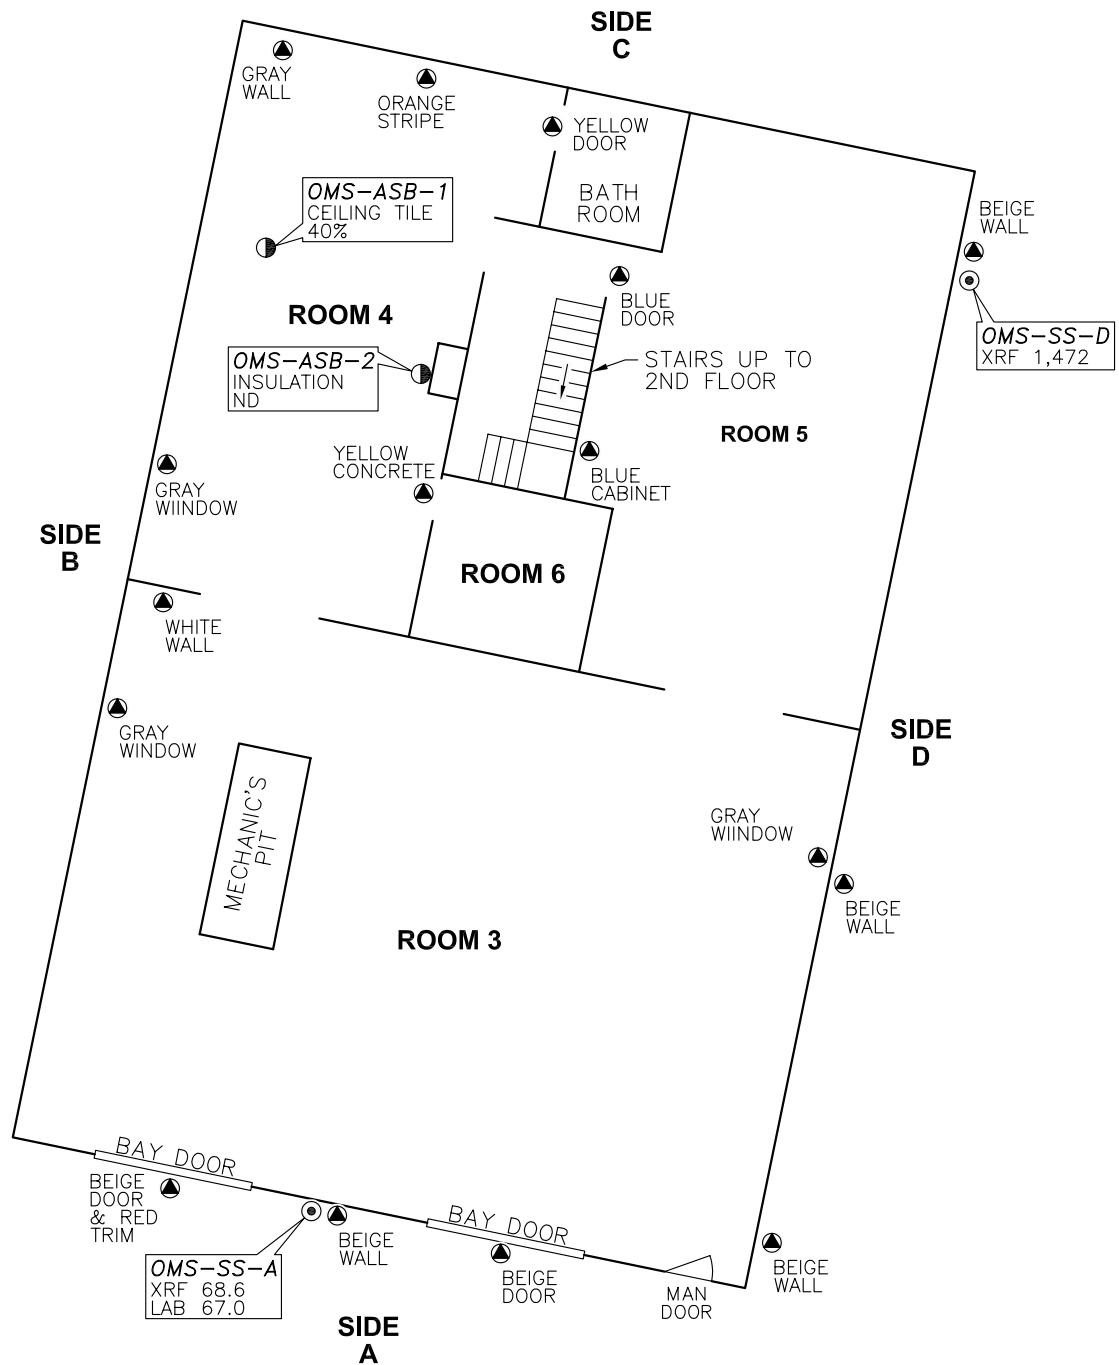 SIDE
C
GRAY
WALL
ORANGE
STRIPE
YELLOW
DOOR
BATH
ROOM
OMS-ASB-1
CEILING TILE
40%
BEIGE
WALL
ROOM 4
BLUE
DOOR
OMS-SS-D
XRF 1,472
OMS-ASB-2
INSULATION
ND
STAIRS UP TO
2ND FLOOR
ROOM 5
YELLOW
CONCRETE
BLUE
CABINET
GRAY
WIINDOW
SIDE
B
ROOM 6
WHITE
WALL
GRAY
WINDOW
SIDE
D
MECHANIC'S
PIT
GRAY
WIINDOW
BEIGE
WALL
ROOM 3
BAY DOOR
BEIGE
DOOR
& RED
TRIM
BEIGE
WALL
BAY DOOR
BEIGE
DOOR
MAN
DOOR
BEIGE
WALL
OMS-SS-A
XRF 68.6
LAB 67.0
SIDE
A